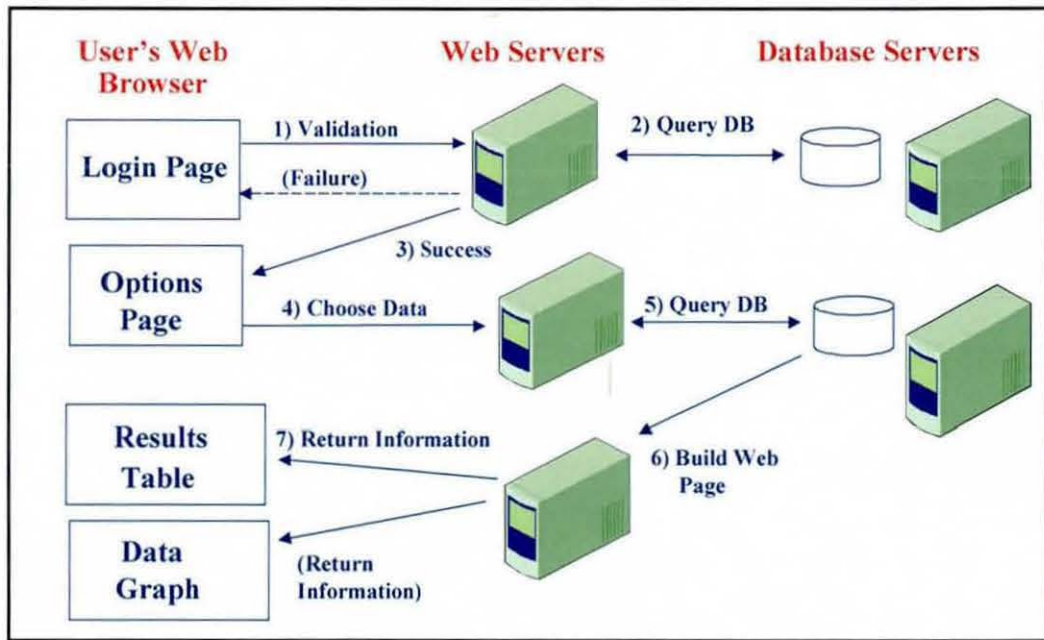 User's Web
Browser
Web Servers
Database Servers
Login Page
1) Validation
(Failure)
2) Query DB
3) Success
Options
Page
4) Choose Data
5) Query DB
Results
Table
7) Return Information
6) Build Web
Page
Data
Graph
(Return
Information)